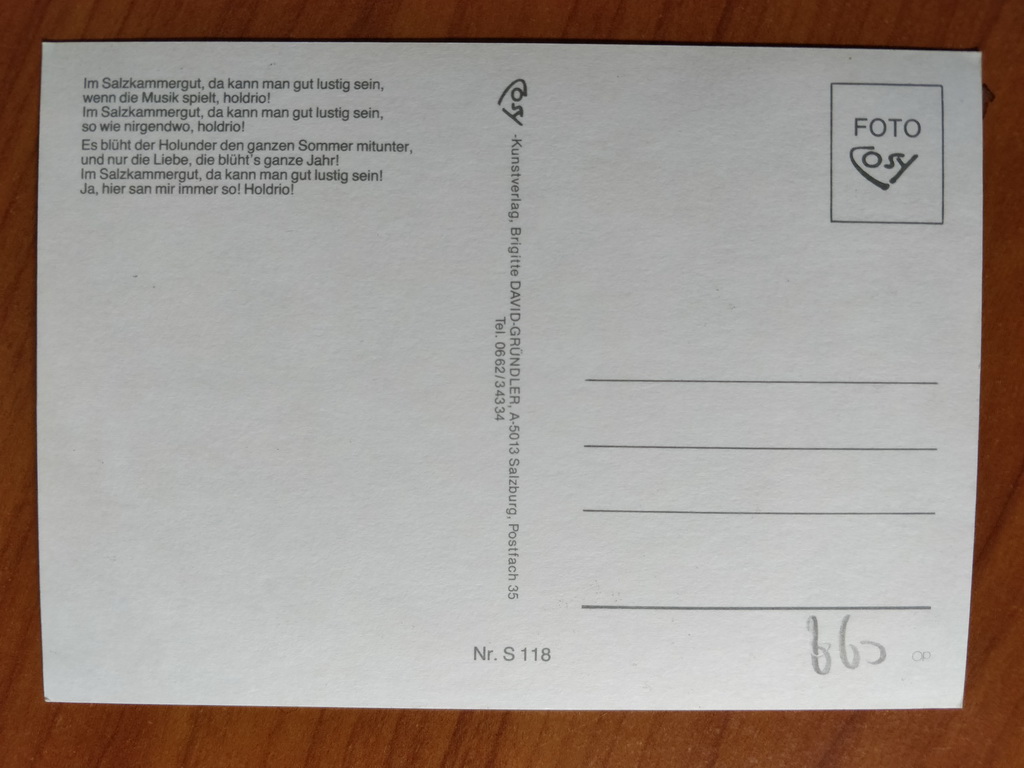 Im Salzkammergut, da kann man gut lustig sein,
wenn die Musik spielt, holdrio!
Im Salzkammergut, da kann man gut lustig sein,
so wie nirgendwo, holdrio!
Es blüht der Holunder den ganzen Sommer mitunter,
und nur die Liebe, die blüht's ganze Jahr!
Im Salzkammergut, da kann man gut lustig sein!
Ja, hier san mir immer so! Holdrio!
Cosy -Kunstverlag, Brigitte DAVID-GRÜNDLER, A-5013 Salzburg, Postfach 35
Tel. 0662/34334
FOTO
Cosy
Nr. S 118